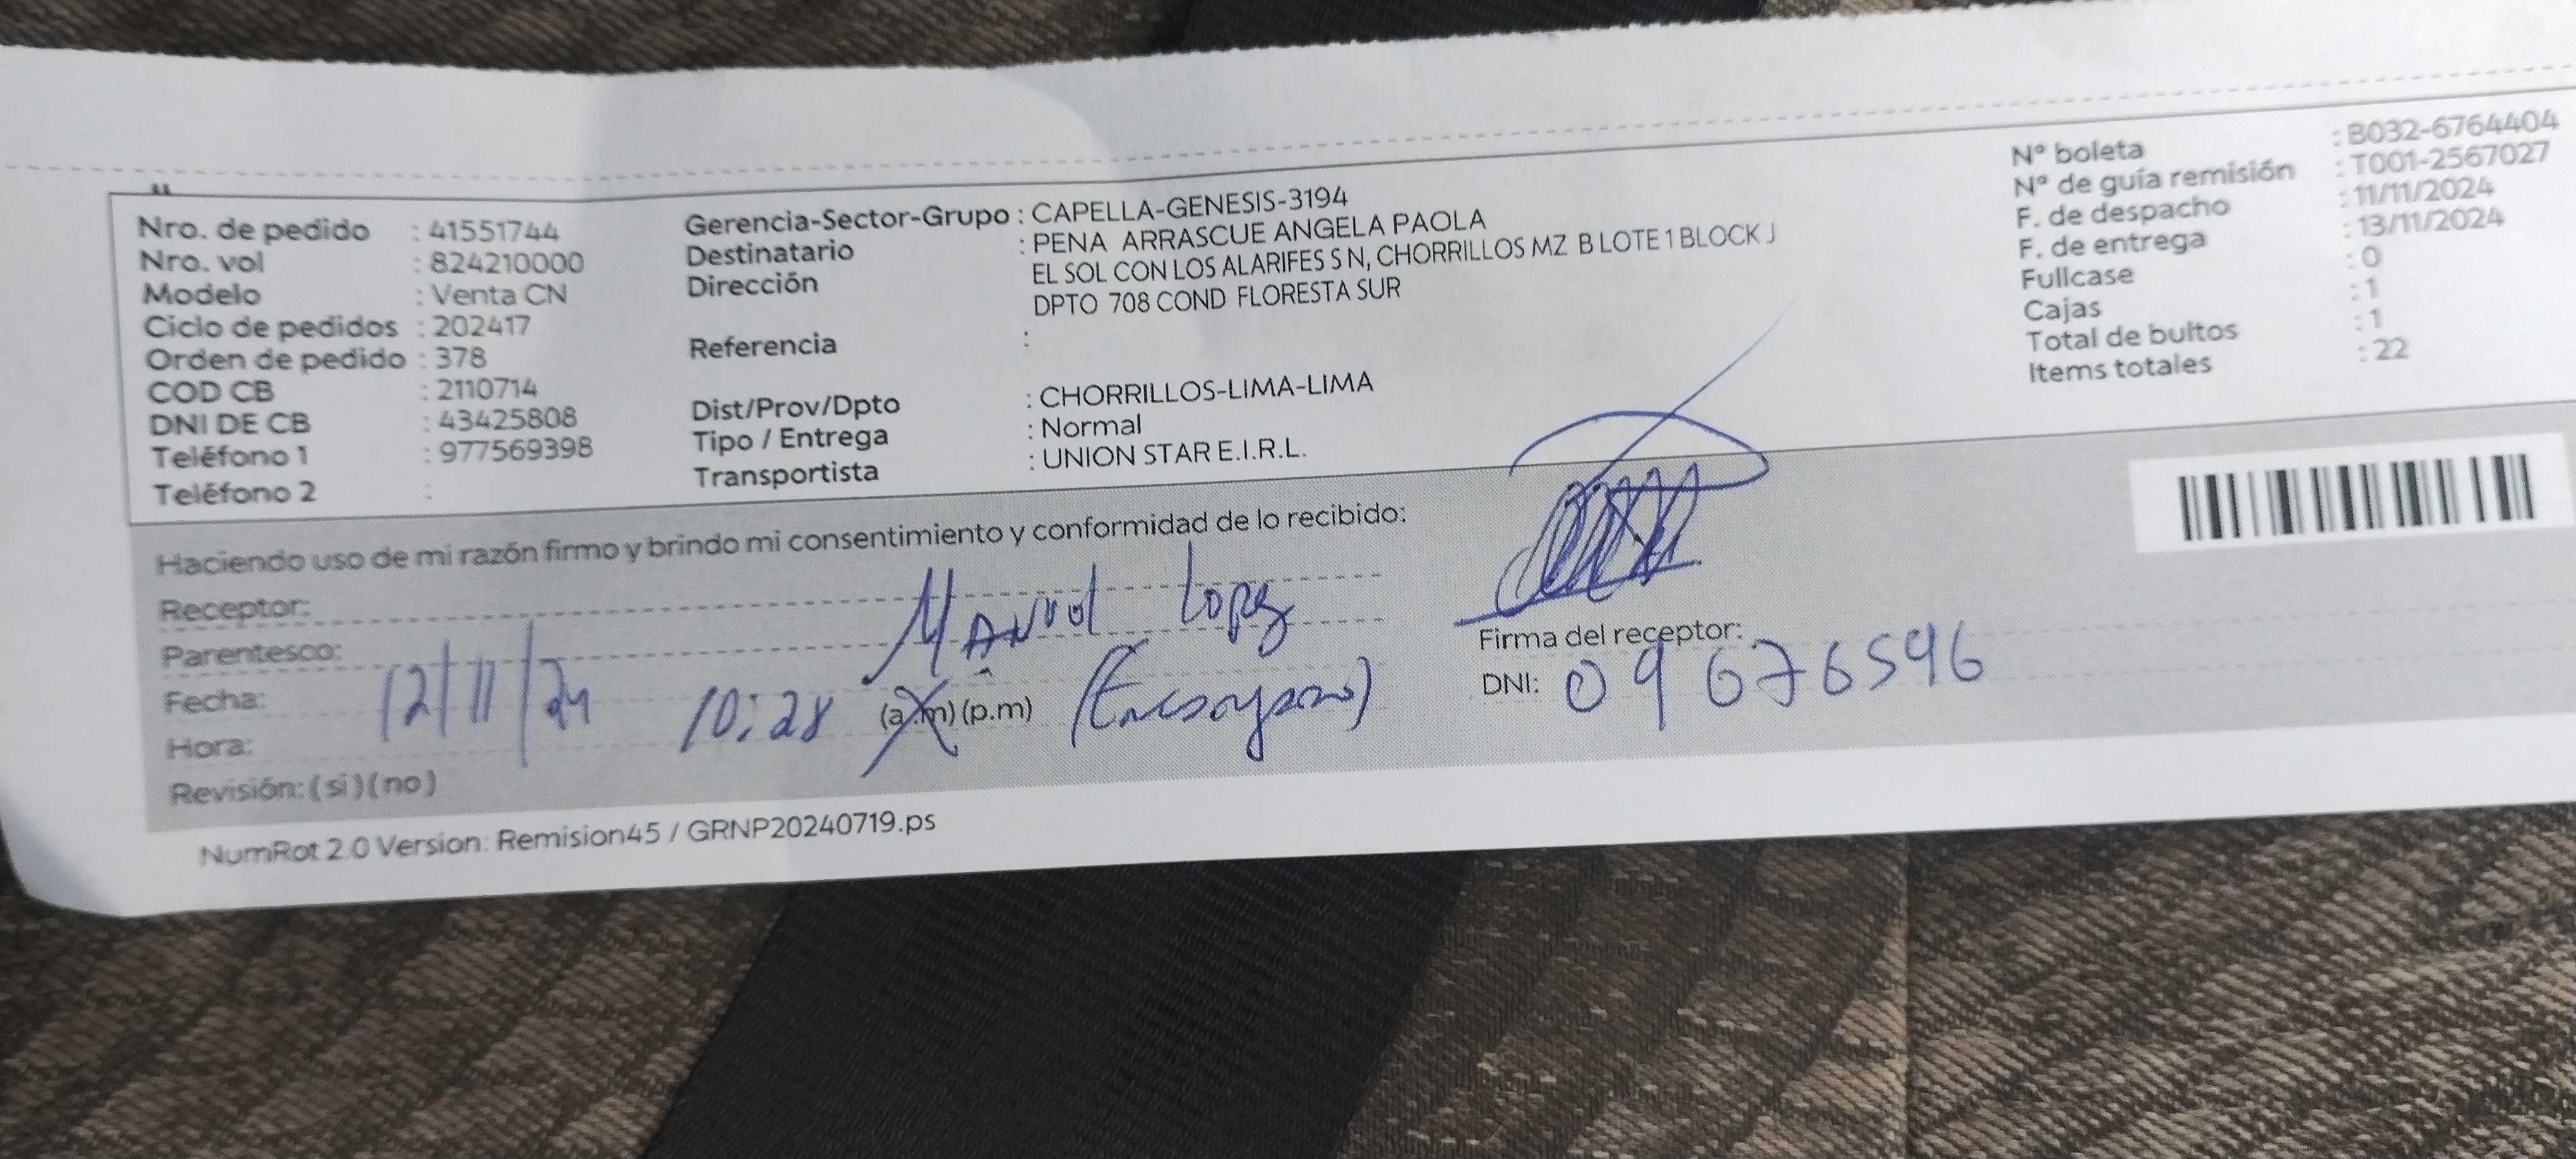 Nro. de pedido : 41551744
Nro. vol : 824210000
Modelo : Venta CN
Ciclo de pedidos : 202417
Orden de pedido : 378
COD CB : 2110714
DNI DE CB : 43425808
Teléfono 1 : 977569398
Teléfono 2 :
Gerencia-Sector-Grupo : CAPELLA-GENESIS-3194
Destinatario : PENA ARRASCUE ANGELA PAOLA
Dirección EL SOL CON LOS ALARIFES S N, CHORRILLOS MZ B LOTE 1 BLOCK J
DPTO 708 COND FLORESTA SUR
Referencia :
Dist/Prov/Dpto : CHORRILLOS-LIMA-LIMA
Tipo / Entrega : Normal
Transportista : UNION STAR E.I.R.L.
N° boleta : B032-6764404
N° de guía remisión : T001-2567027
F. de despacho : 11/11/2024
F. de entrega : 13/11/2024
Fullcase : 0
Cajas : 1
Total de bultos : 1
Items totales : 22
Haciendo uso de mi razón firmo y brindo mi consentimiento y conformidad de lo recibido:
Receptor: Manuel Lopez
Parentesco:
Fecha: 12/11/24
Hora: 10:28 (a.m) (p.m)
Revisión: (si) (no)
Firma del receptor:
DNI: 09676596
NumRot 2.0 Version: Remision45 / GRNP20240719.ps